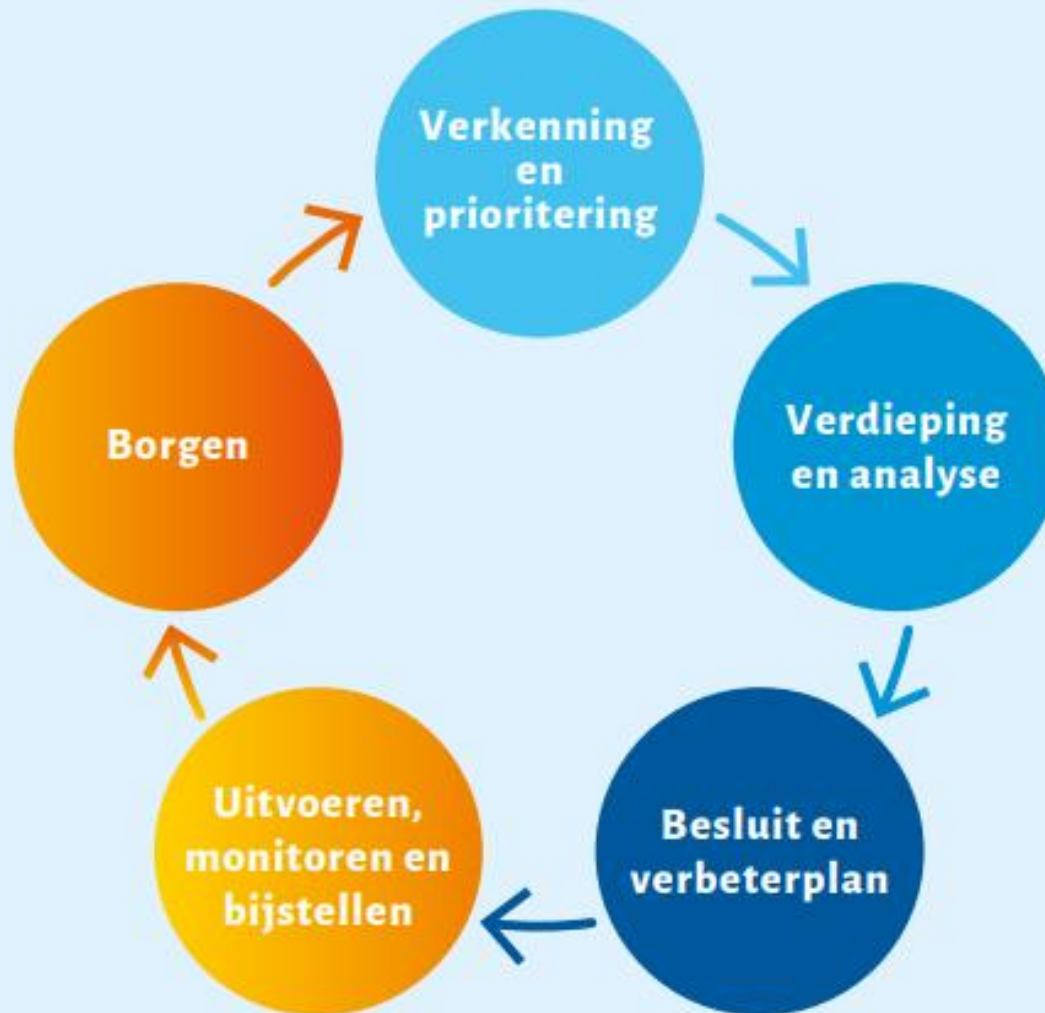 Verkenning
en
prioritering
Verdieping
en analyse
Besluit en
verbeterplan
Uitvoeren,
monitoren en
bijstellen
Borgen